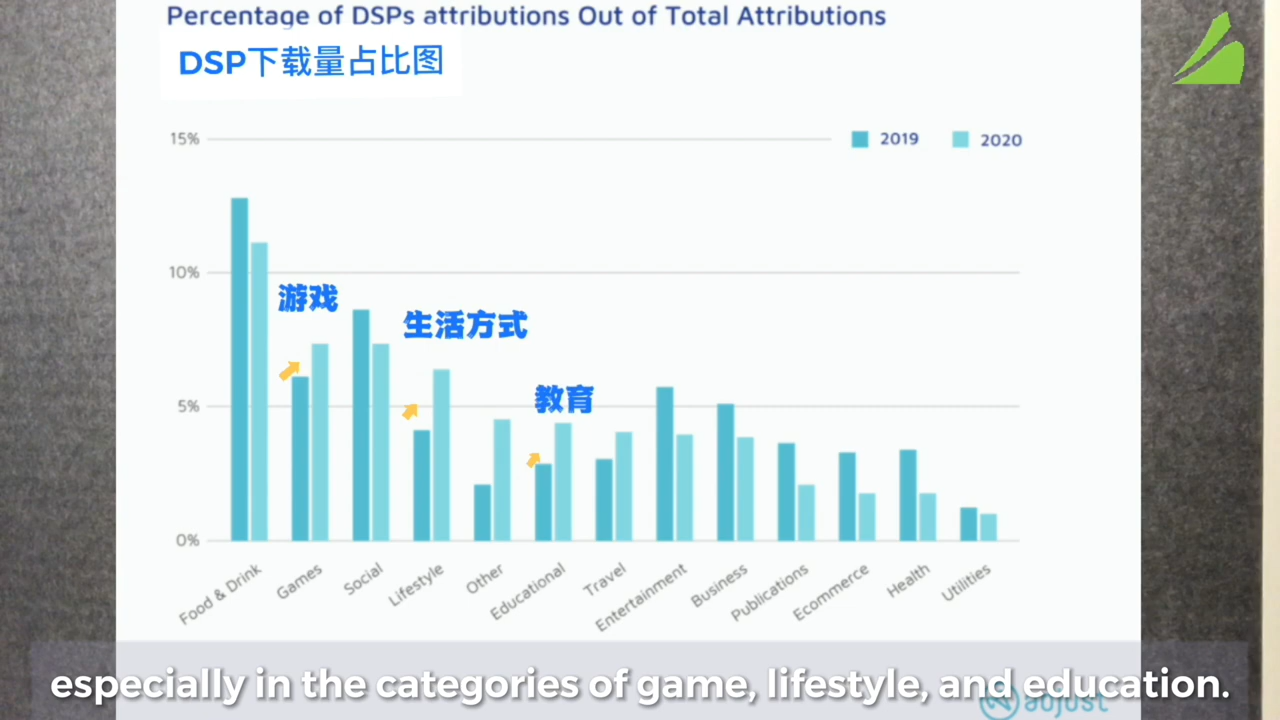 Percentage of DSPs attributions Out of Total Attributions
DSP下载量占比图
15%
2019
2020
10%
游戏
生活方式
5%
教育
0%
Food & Drink
Games
Social
Lifestyle
Other
Educational
Travel
Entertainment
Business
Publications
Ecommerce
Health
Utilities
especially in the categories of game, lifestyle, and education.
adjust